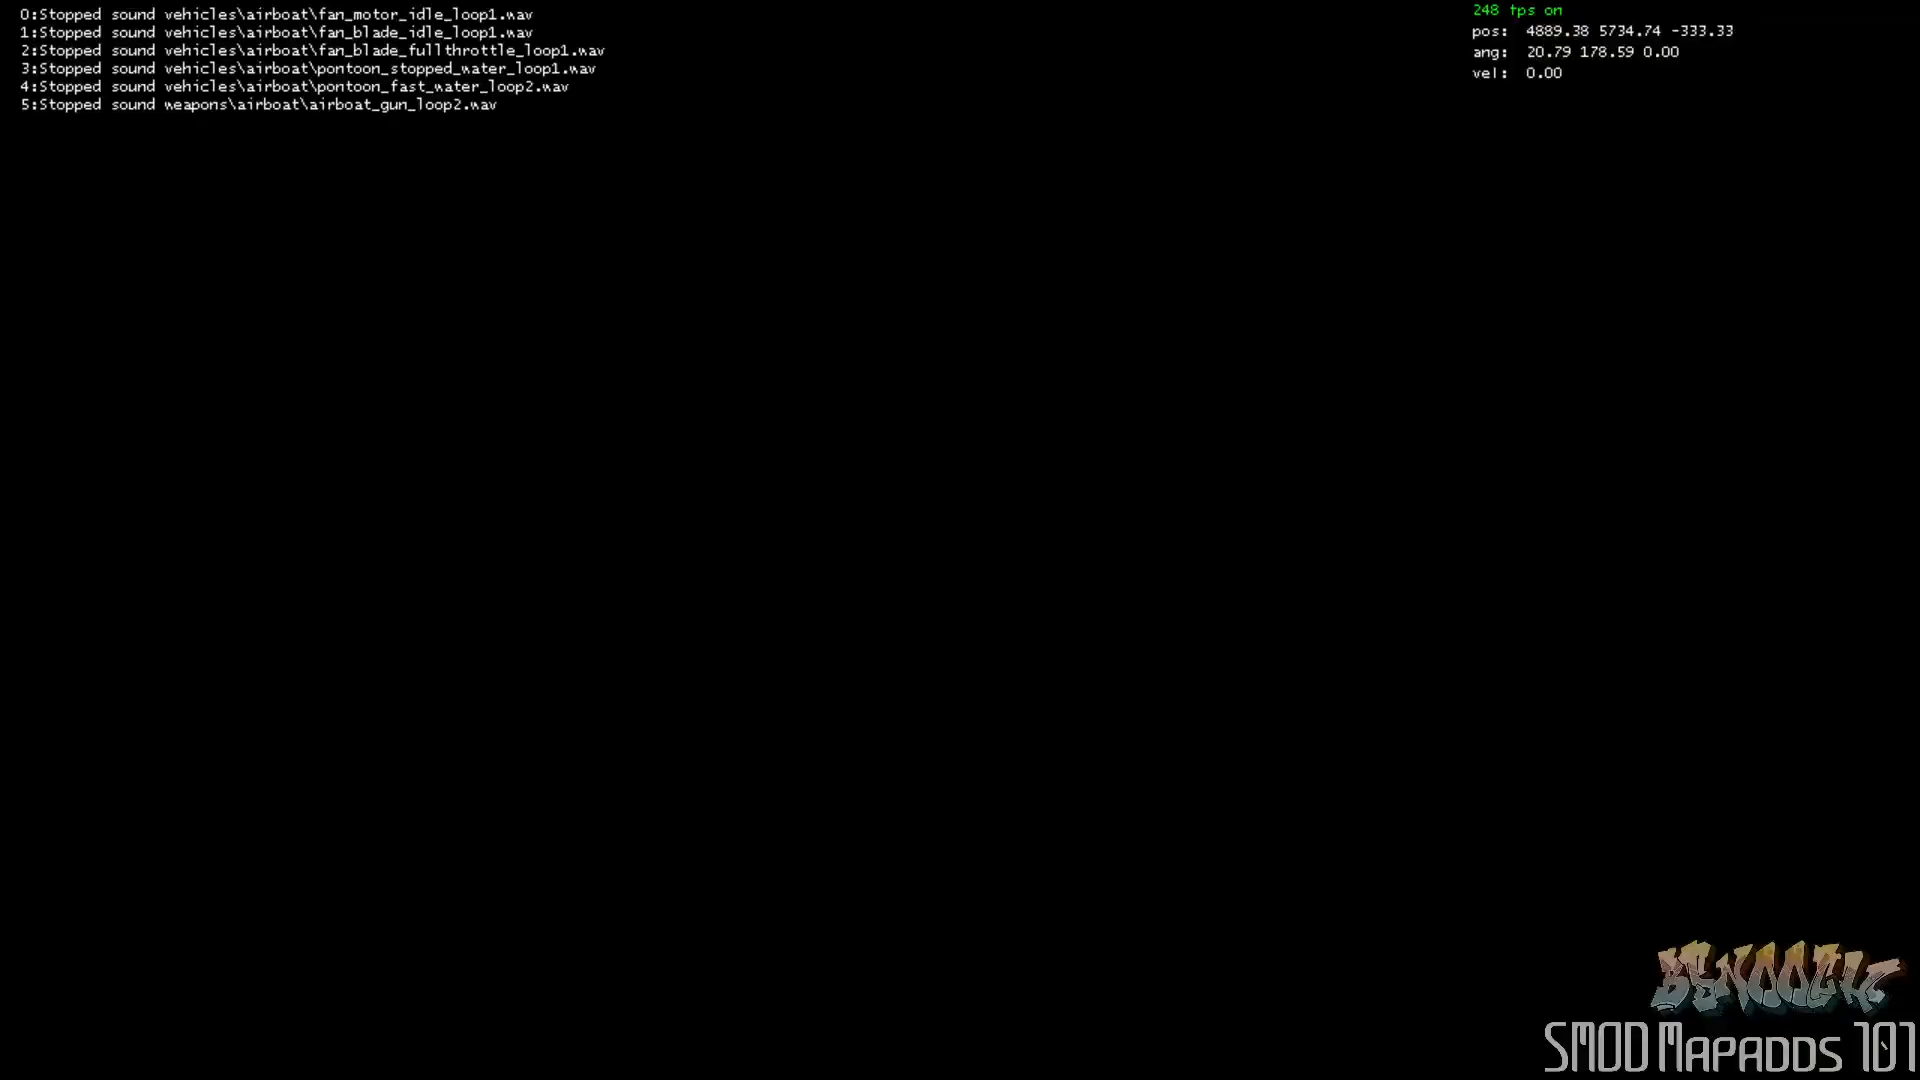 0:Stopped sound vehicles\airboat\fan_motor_idle_loop1.wav
1:Stopped sound vehicles\airboat\fan_blade_idle_loop1.wav
2:Stopped sound vehicles\airboat\fan_blade_fullthrottle_loop1.wav
3:Stopped sound vehicles\airboat\pontoon_stopped_water_loop1.wav
4:Stopped sound vehicles\airboat\pontoon_fast_water_loop2.wav
5:Stopped sound weapons\airboat\airboat_gun_loop2.wav
248 fps on
pos: 4889.38 5734.74 -333.33
ang: 20.79 178.59 0.00
vel: 0.00
SMOD Mapadds 101